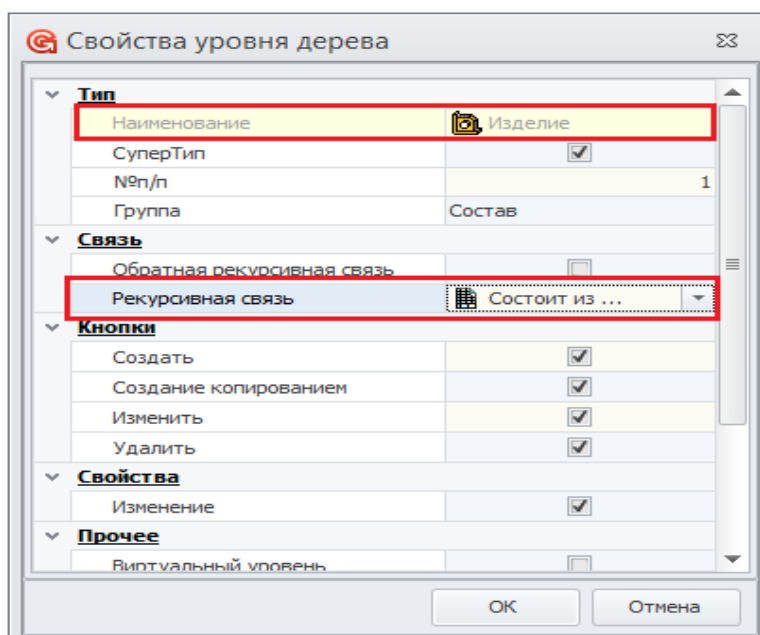 Свойства уровня дерева
Тип
Наименование Изделие
СуперТип
№п/п 1
Группа Состав
Связь
Обратная рекурсивная связь
Рекурсивная связь Состоит из ...
Кнопки
Создать
Создание копированием
Изменить
Удалить
Свойства
Изменение
Прочее
Виртуальный уровень
ОК Отмена